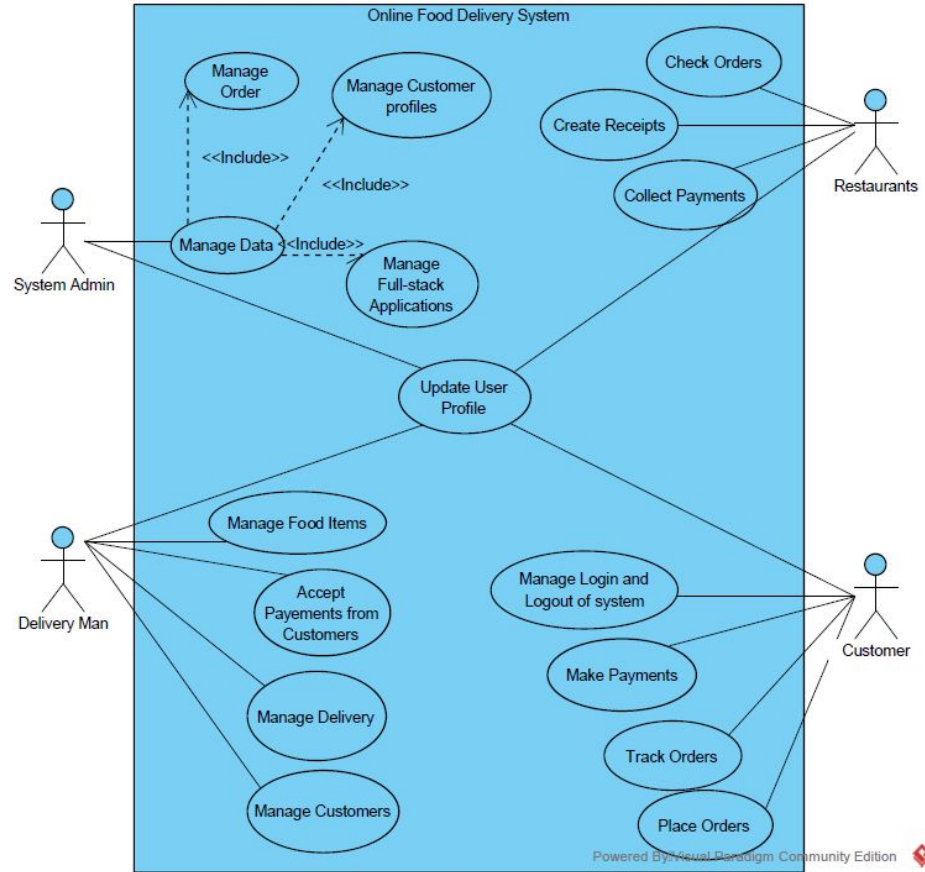 Online Food Delivery System
Manage
Order
Manage Customer
profiles
Check Orders
Create Receipts
Collect Payments
Restaurants
<<Include>>
<<Include>>
<<Include>>
Manage Data
System Admin
Manage
Full-stack
Applications
Update User
Profile
Manage Food Items
Accept
Payments from
Customers
Delivery Man
Manage Delivery
Manage Customers
Manage Login and
Logout of system
Make Payments
Customer
Track Orders
Place Orders
Powered By:Visual Paradigm Community Edition